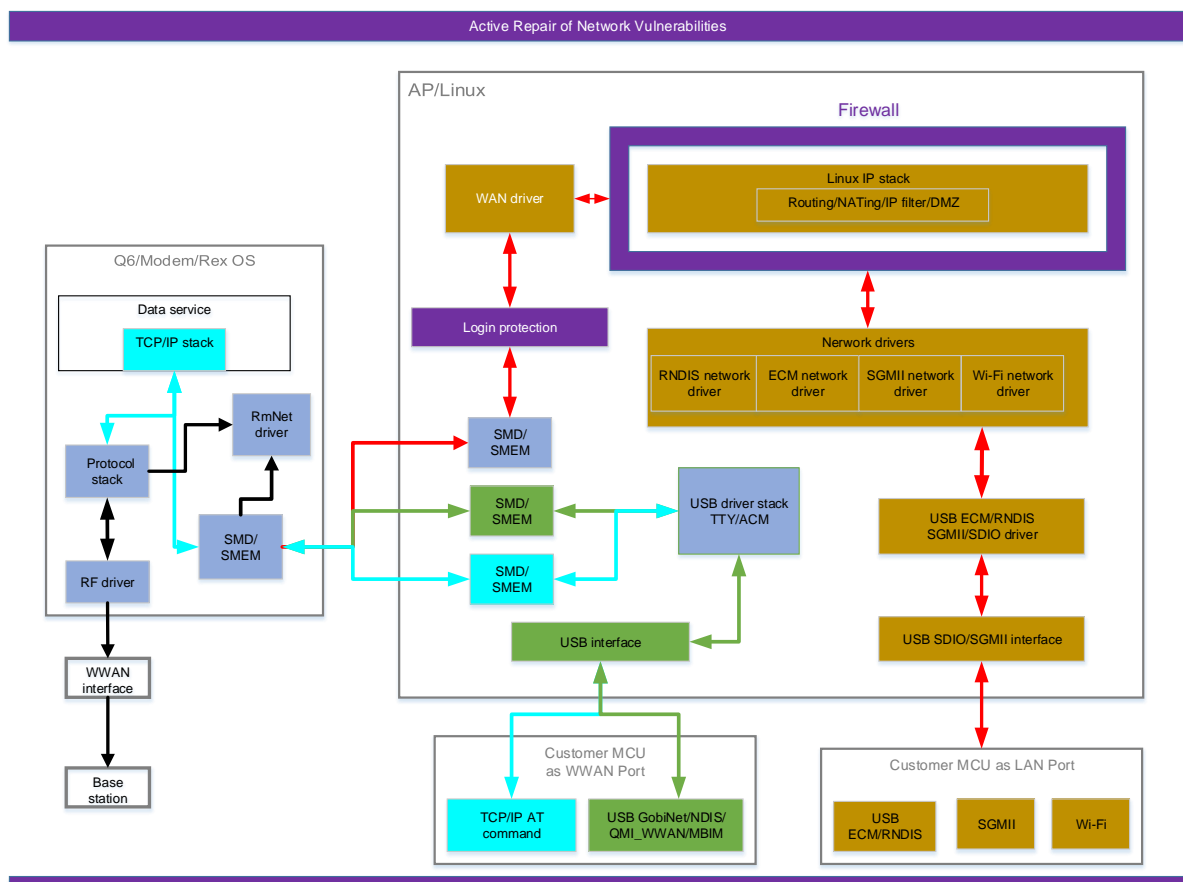 Active Repair of Network Vulnerabilities
AP/Linux
Firewall
Linux IP stack
Routing/NATing/IP filter/DMZ
WAN driver
Q6/Modem/Rex OS
Data service
TCP/IP stack
Login protection
Nerwork drivers
RNDIS network
driver
ECM network
driver
SGMII network
driver
Wi-Fi network
driver
RmNet
driver
Protocol
stack
SMD/
SMEM
SMD/
SMEM
SMD/
SMEM
SMD/
SMEM
USB driver stack
TTY/ACM
USB ECM/RNDIS
SGMII/SDIO driver
RF driver
USB interface
USB SDIO/SGMII interface
WWAN
interface
Base
station
Customer MCU
as WWAN Port
TCP/IP AT
command
USB GobiNet/NDIS/
QMI_WWAN/MBIM
Customer MCU as LAN Port
USB
ECM/RNDIS
SGMII
Wi-Fi